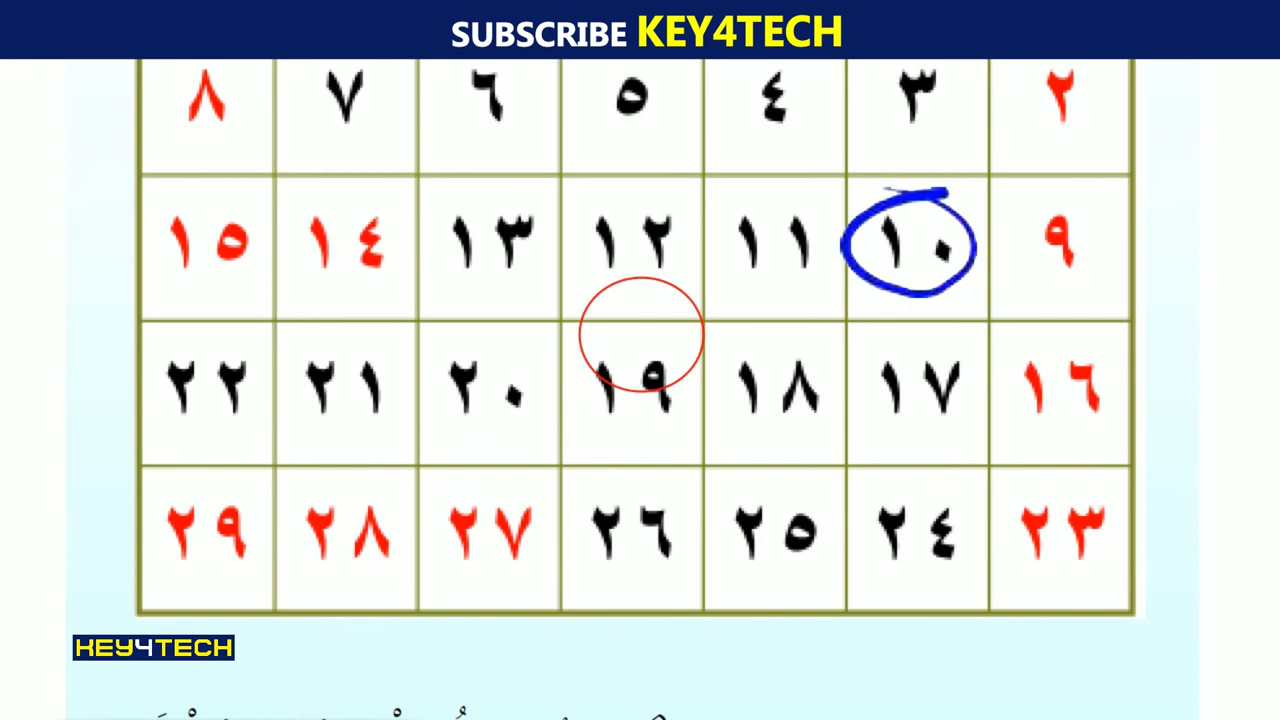 SUBSCRIBE KEY4TECH
٢ ٣ ٤ ٥ ٦ ٧ ٨
٩ ١٠ ١١ ١٢ ١٣ ١٤ ١٥
١٦ ١٧ ١٨ ١٩ ٢٠ ٢١ ٢٢
٢٣ ٢٤ ٢٥ ٢٦ ٢٧ ٢٨ ٢٩
KEY4TECH